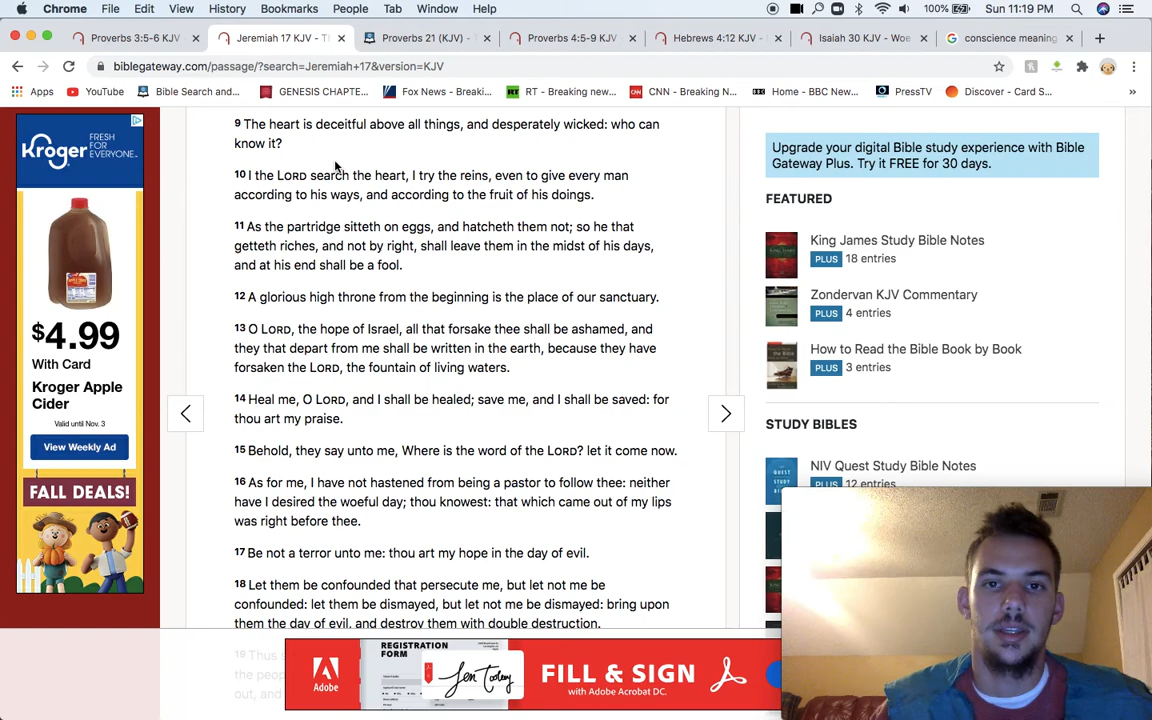 Chrome File Edit View History Bookmarks People Tab Window Help 100% Sun 11:19 PM
Proverbs 3:5-6 KJV × Jeremiah 17 KJV - Th × Proverbs 21 (KJV) - × Proverbs 4:5-9 KJV × Hebrews 4:12 KJV - × Isaiah 30 KJV - Woe × conscience meaning ×
biblegateway.com/passage/?search=Jeremiah+17&version=KJV
Apps YouTube Bible Search and... GENESIS CHAPTE... Fox News - Breaki... RT - Breaking new... CNN - Breaking N... Home - BBC New... PressTV Discover - Card S... »
9 The heart is deceitful above all things, and desperately wicked: who can
know it?
10 I the LORD search the heart, I try the reins, even to give every man
according to his ways, and according to the fruit of his doings.
11 As the partridge sitteth on eggs, and hatcheth them not; so he that
getteth riches, and not by right, shall leave them in the midst of his days,
and at his end shall be a fool.
12 A glorious high throne from the beginning is the place of our sanctuary.
13 O LORD, the hope of Israel, all that forsake thee shall be ashamed, and
they that depart from me shall be written in the earth, because they have
forsaken the LORD, the fountain of living waters.
14 Heal me, O LORD, and I shall be healed; save me, and I shall be saved: for
thou art my praise.
15 Behold, they say unto me, Where is the word of the LORD? let it come now.
16 As for me, I have not hastened from being a pastor to follow thee: neither
have I desired the woeful day; thou knowest: that which came out of my lips
was right before thee.
17 Be not a terror unto me: thou art my hope in the day of evil.
18 Let them be confounded that persecute me, but let not me be
confounded: let them be dismayed, but let not me be dismayed: bring upon
them the day of evil, and destroy them with double destruction.
19 Thus s
the peop
out, and
Kroger
FRESH
FOR
EVERYONE.
$4.99
With Card
Kroger Apple
Cider
Valid until Nov. 3
View Weekly Ad
FALL DEALS!
Upgrade your digital Bible study experience with Bible
Gateway Plus. Try it FREE for 30 days.
FEATURED
King James Study Bible Notes
PLUS 18 entries
Zondervan KJV Commentary
PLUS 4 entries
How to Read the Bible Book by Book
PLUS 3 entries
STUDY BIBLES
NIV Quest Study Bible Notes
PLUS 12 entries
Adobe
REGISTRATION
FORM
FILL & SIGN
with Adobe Acrobat DC.